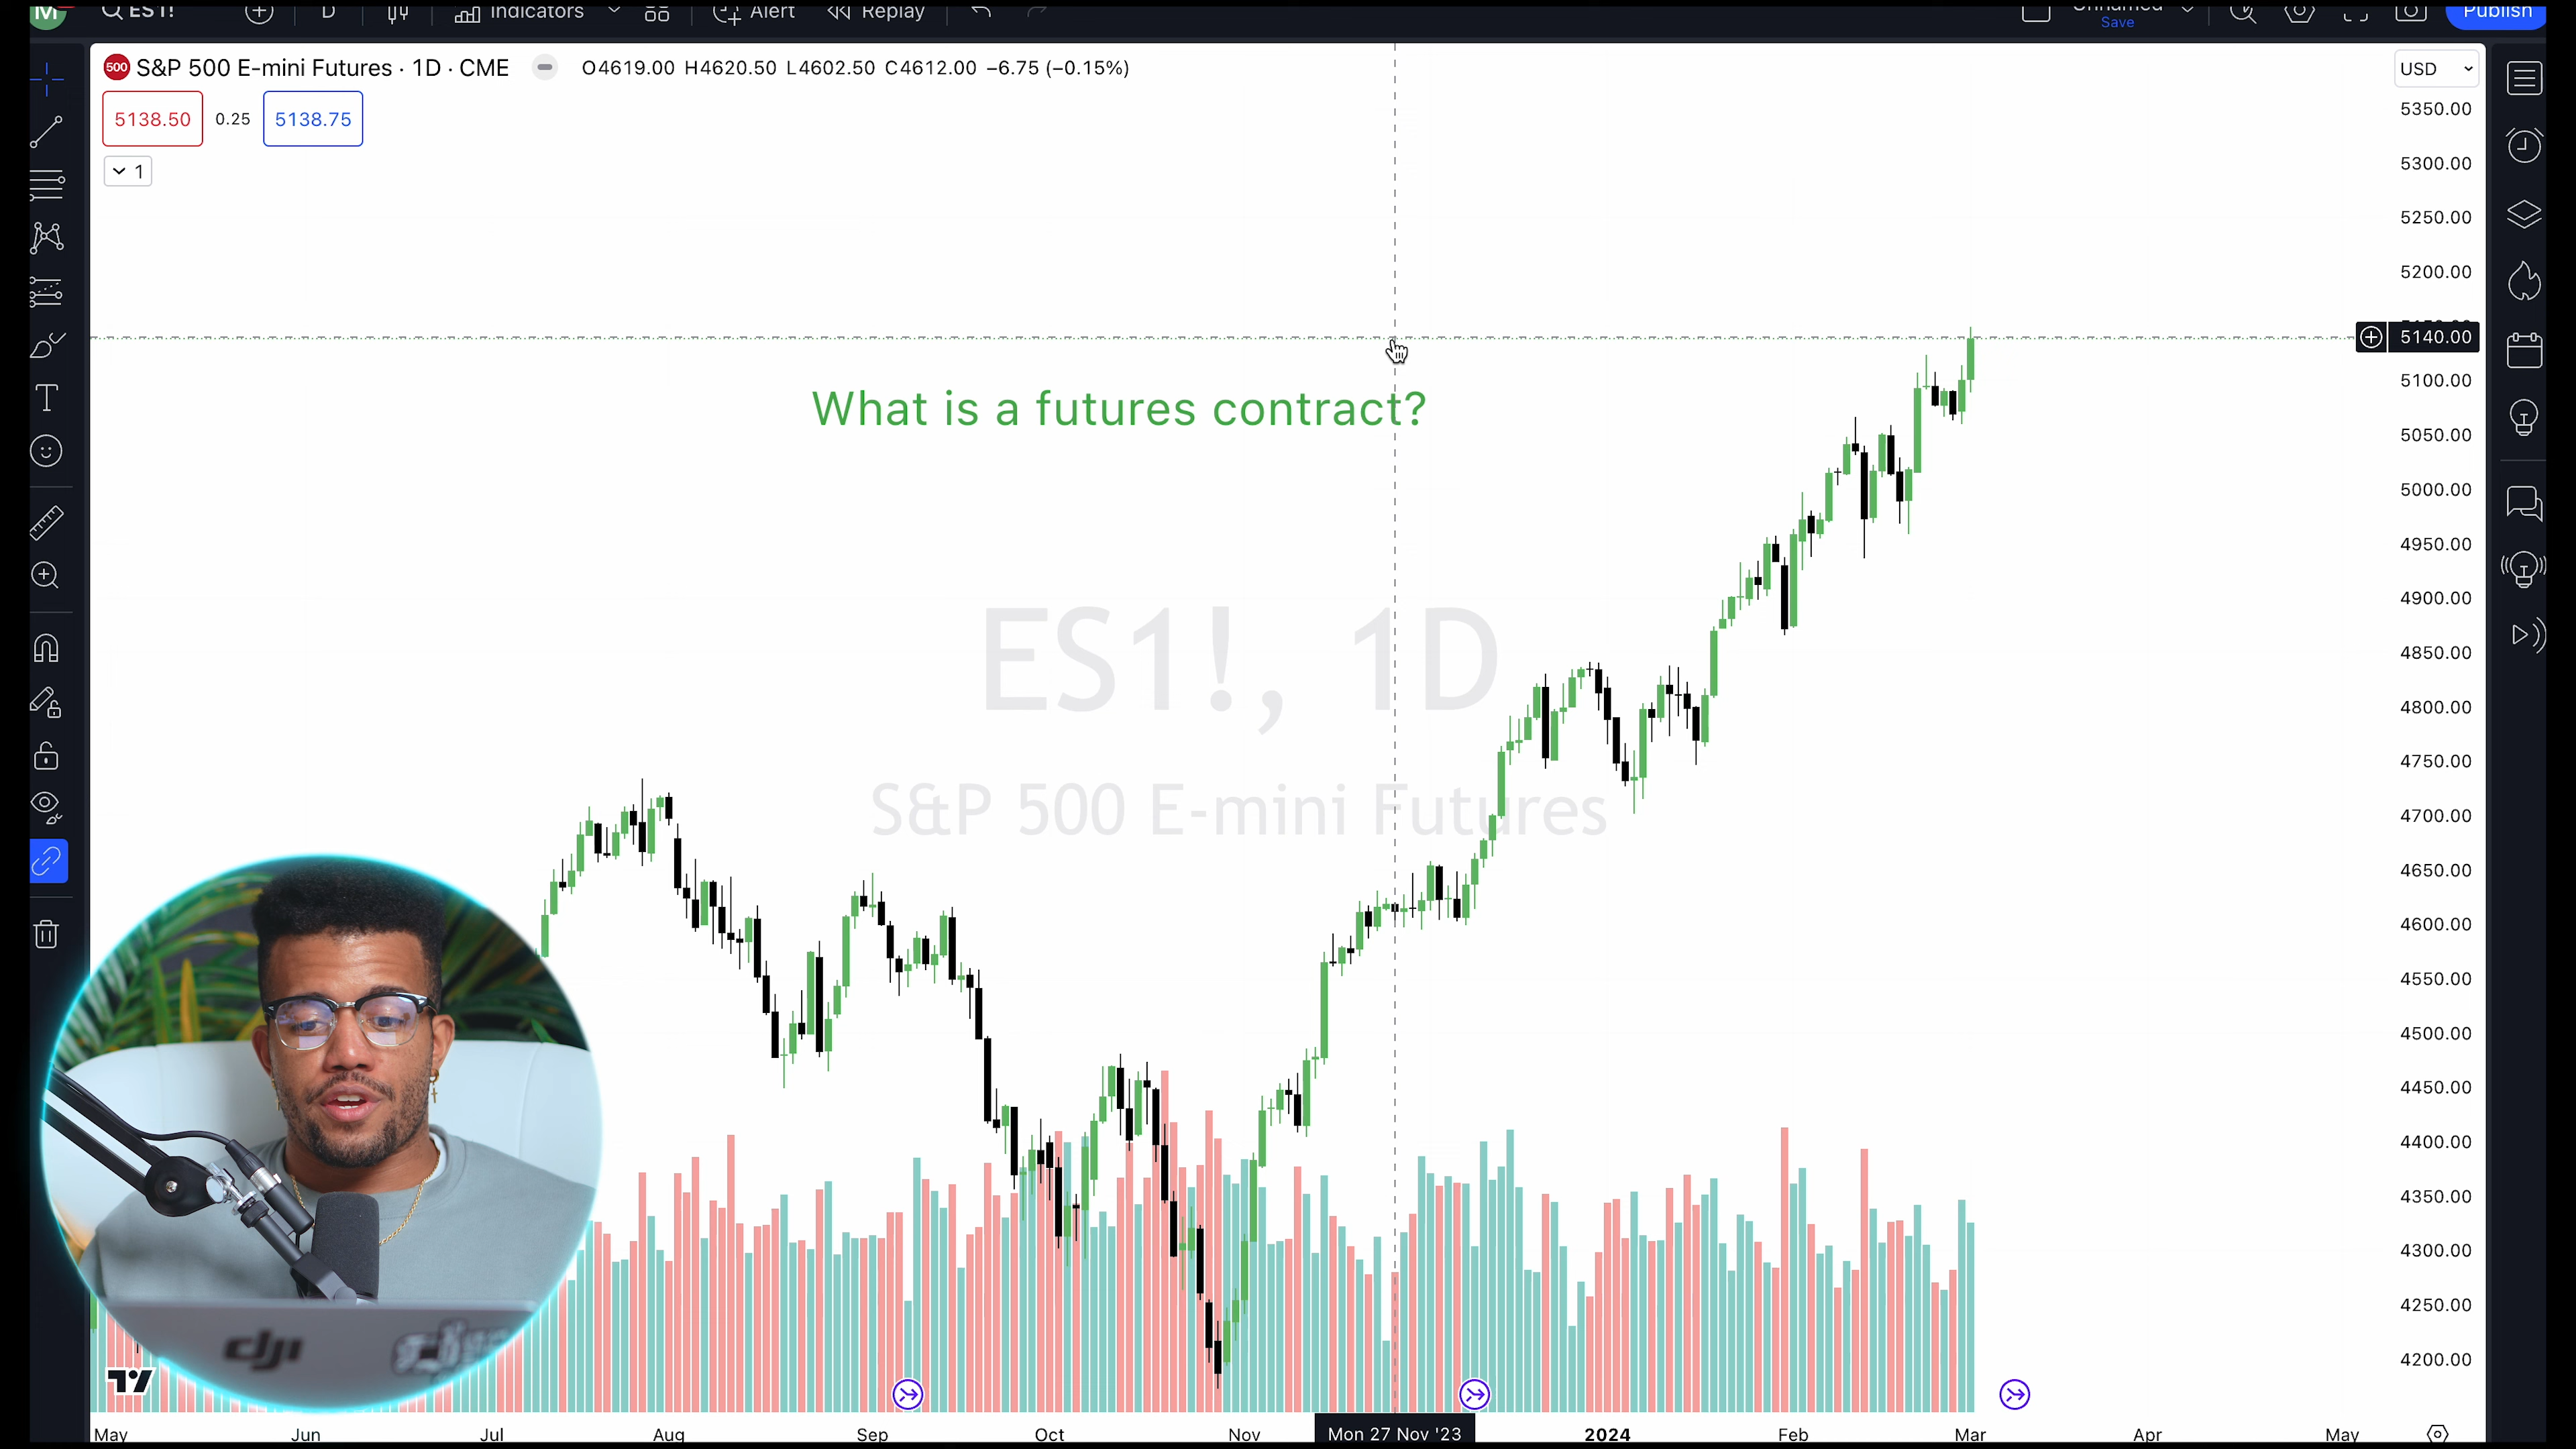 M EST! D Indicators Alert Replay Unnamed Save Publish
500 S&P 500 E-mini Futures · 1D · CME O4619.00 H4620.50 L4602.50 C4612.00 −6.75 (−0.15%)
USD
5138.50 0.25 5138.75
1
5350.00
5300.00
5250.00
5200.00
5140.00
What is a futures contract?
5100.00
5050.00
5000.00
4950.00
4900.00
ES1!, 1D
4850.00
4800.00
4750.00
S&P 500 E-mini Futures
4700.00
4650.00
4600.00
4550.00
4500.00
4450.00
4400.00
4350.00
4300.00
4250.00
dji
4200.00
May Jun Jul Aug Sep Oct Nov Mon 27 Nov '23 2024 Feb Mar Apr May